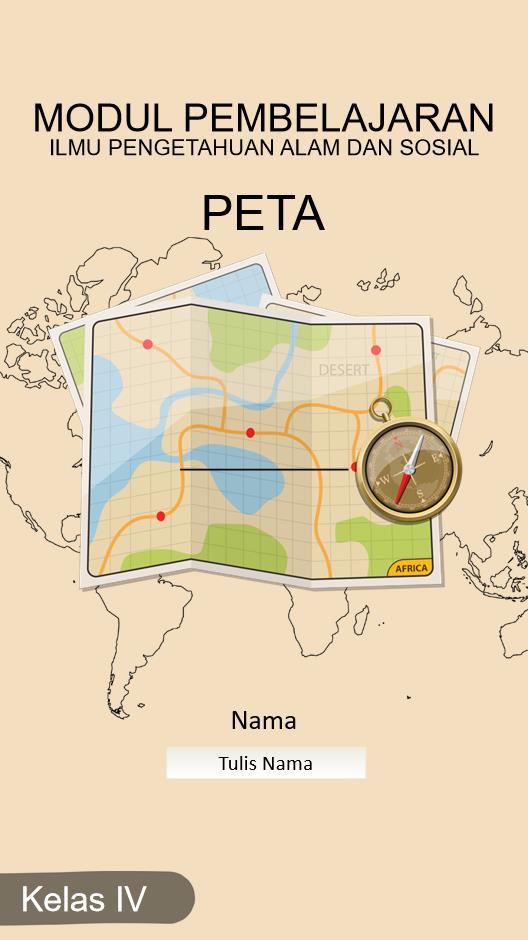 MODUL PEMBELAJARAN
ILMU PENGETAHUAN ALAM DAN SOSIAL
PETA
DESERT
N
E
W
S
AFRICA
Nama
Tulis Nama
Kelas IV